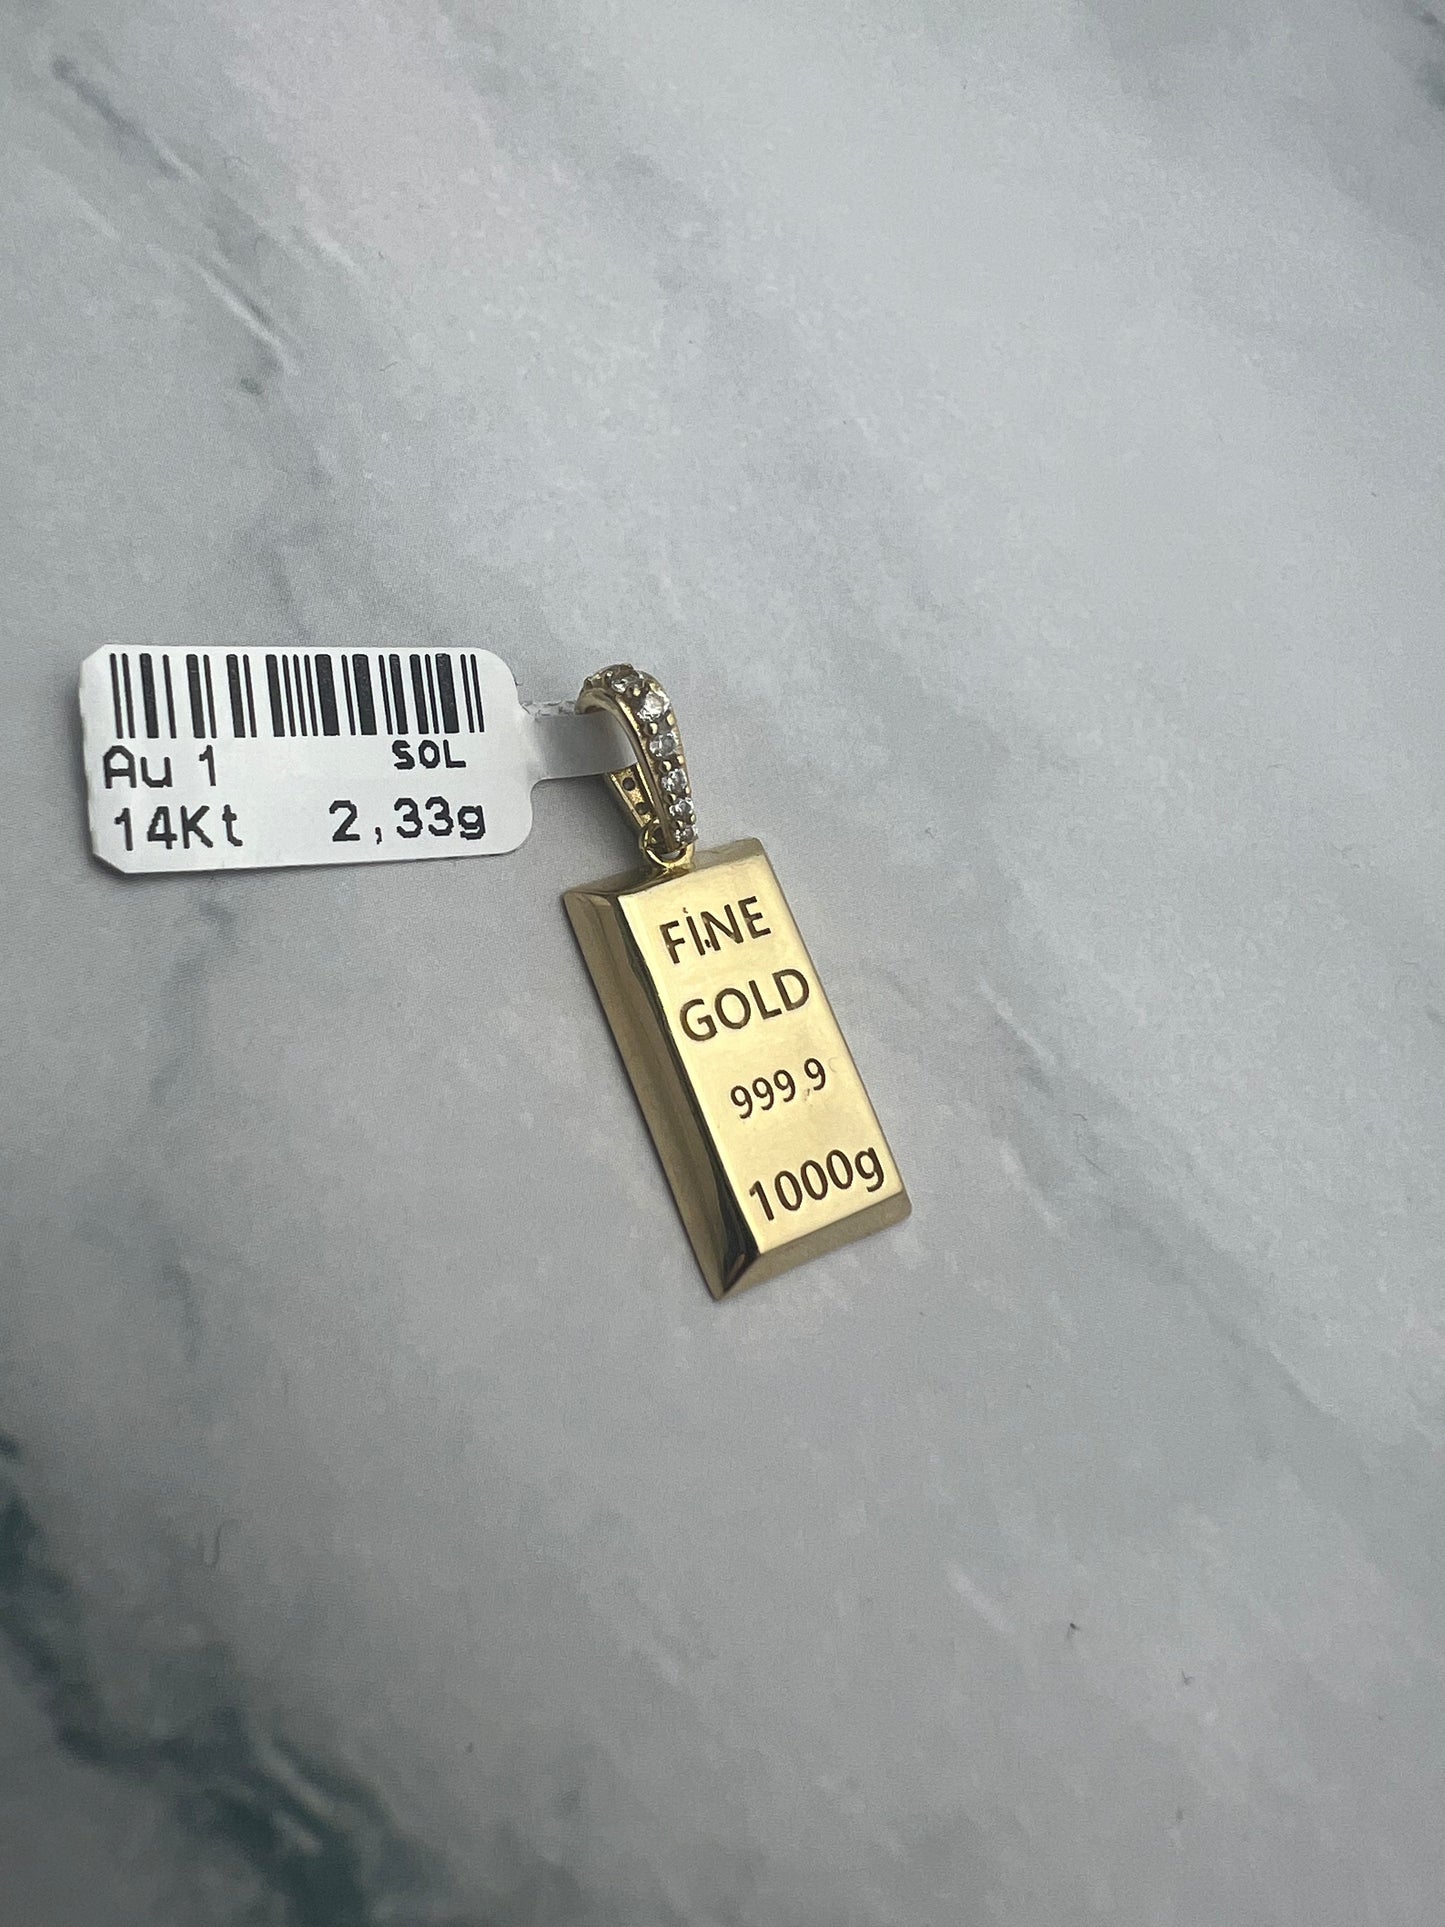 Au 1 SOL
14Kt 2,33g
FİNE
GOLD
999.9
1000g